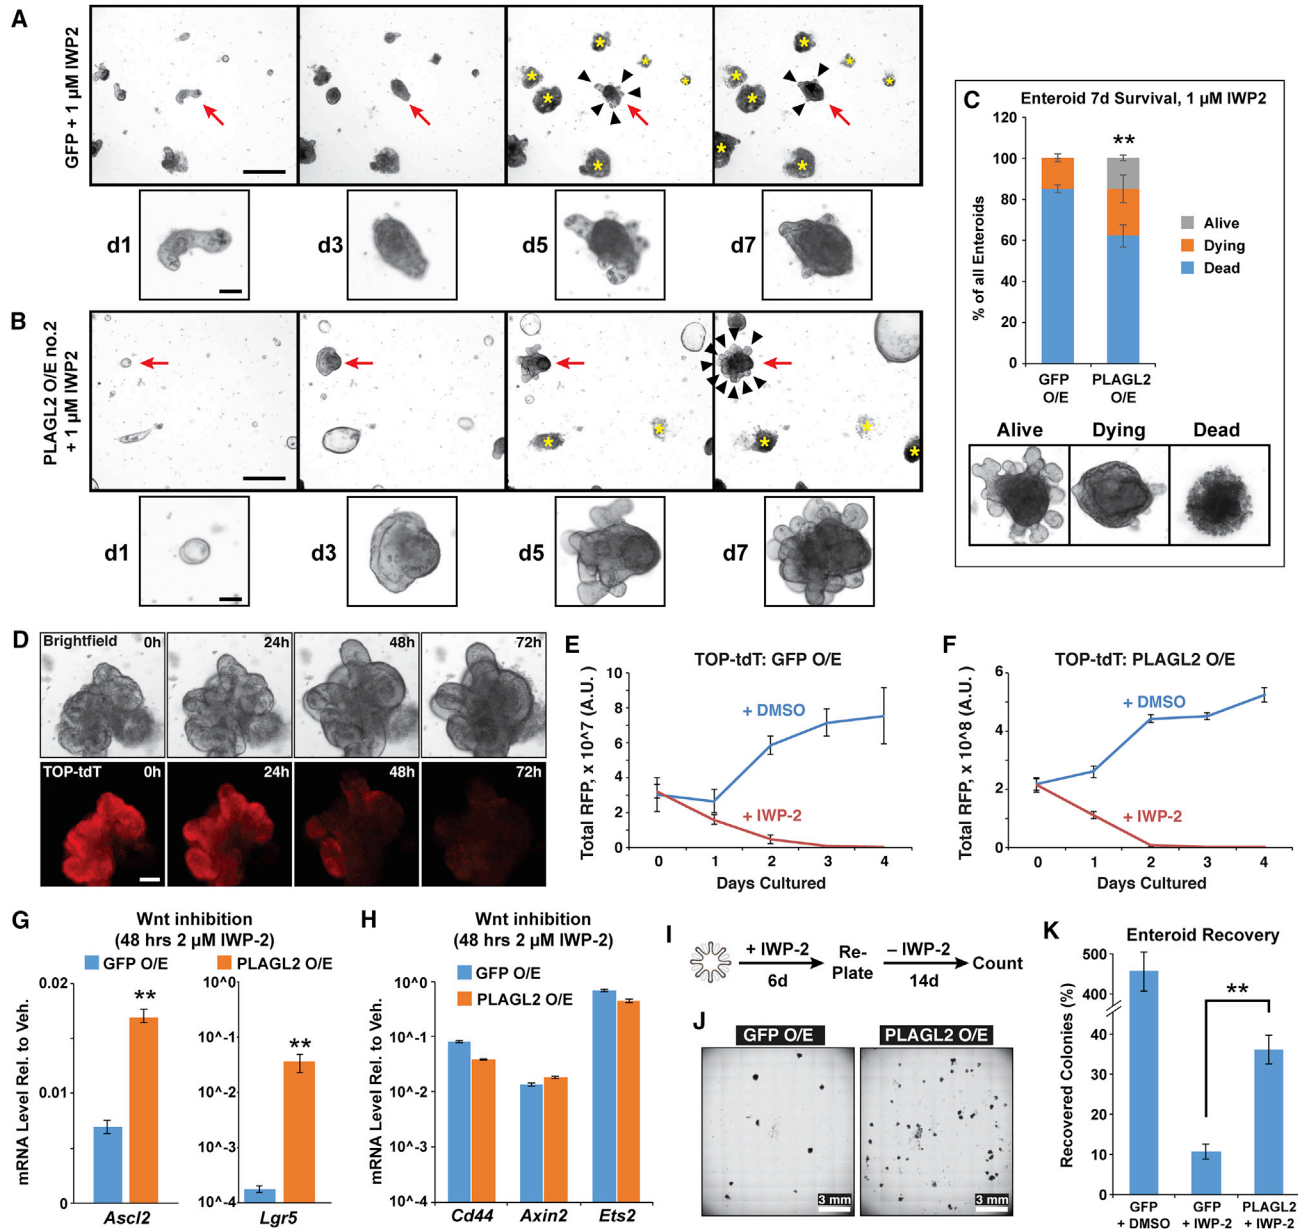 A
GFP + 1 µM IWP2
d1
d3
d5
d7
B
PLAGL2 O/E no.2
+ 1 µM IWP2
d1
d3
d5
d7
C
Enteroid 7d Survival, 1 µM IWP2
% of all Enteroids
120
100
80
60
40
20
0
**
Alive
Dying
Dead
GFP
O/E
PLAGL2
O/E
Alive
Dying
Dead
D
Brightfield 0h
24h
48h
72h
TOP-tdT 0h
24h
48h
72h
E
TOP-tdT: GFP O/E
Total RFP, x 10^7 (A.U.)
10
8
6
4
2
0
+ DMSO
+ IWP-2
0 1 2 3 4
Days Cultured
F
TOP-tdT: PLAGL2 O/E
Total RFP, x 10^8 (A.U.)
6
4
2
0
+ DMSO
+ IWP-2
0 1 2 3 4
Days Cultured
G
Wnt inhibition
(48 hrs 2 µM IWP-2)
GFP O/E
PLAGL2 O/E
mRNA Level Rel. to Veh.
0.02
0.01
0
**
Ascl2
10^0
10^-1
10^-2
10^-3
10^-4
**
Lgr5
H
Wnt inhibition
(48 hrs 2 µM IWP-2)
GFP O/E
PLAGL2 O/E
mRNA Level Rel. to Veh.
10^0
10^-1
10^-2
10^-3
10^-4
Cd44 Axin2 Ets2
I
+ IWP-2
6d
Re-
Plate
– IWP-2
14d
Count
J
GFP O/E
PLAGL2 O/E
3 mm
3 mm
K
Enteroid Recovery
Recovered Colonies (%)
500
400
40
30
20
10
0
**
GFP
+ DMSO
GFP
+ IWP-2
PLAGL2
+ IWP-2